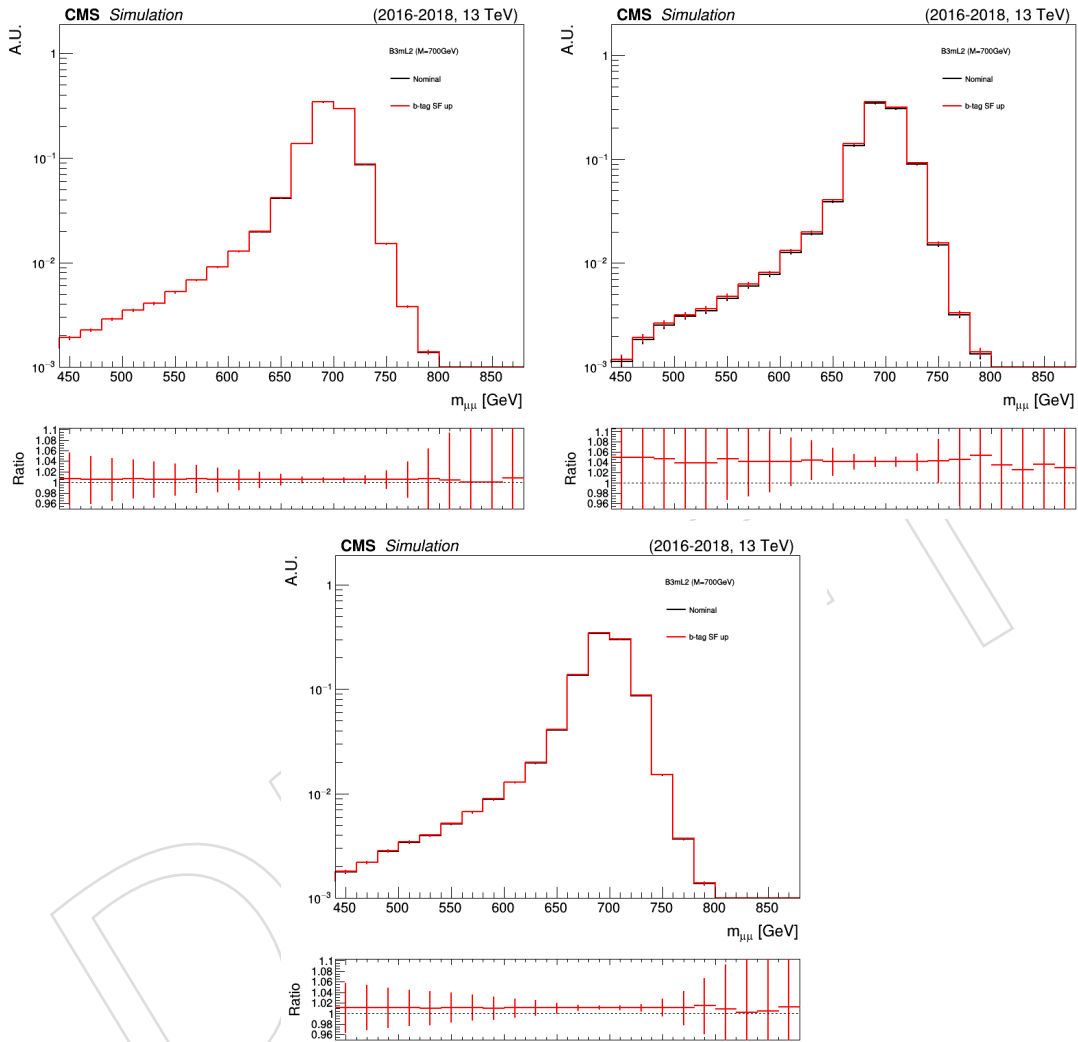 CMS Simulation (2016-2018, 13 TeV)
A.U.
B3mL2 (M=700GeV)
Nominal
b-tag SF up
1
10⁻¹
10⁻²
10⁻³
450 500 550 600 650 700 750 800 850
m_μμ [GeV]
Ratio
1.1
1.08
1.06
1.04
1.02
1
0.98
0.96
CMS Simulation (2016-2018, 13 TeV)
A.U.
B3mL2 (M=700GeV)
Nominal
b-tag SF up
1
10⁻¹
10⁻²
10⁻³
450 500 550 600 650 700 750 800 850
m_μμ [GeV]
Ratio
1.1
1.08
1.06
1.04
1.02
1
0.98
0.96
CMS Simulation (2016-2018, 13 TeV)
A.U.
B3mL2 (M=700GeV)
Nominal
b-tag SF up
1
10⁻¹
10⁻²
10⁻³
450 500 550 600 650 700 750 800 850
m_μμ [GeV]
Ratio
1.1
1.08
1.06
1.04
1.02
1
0.98
0.96